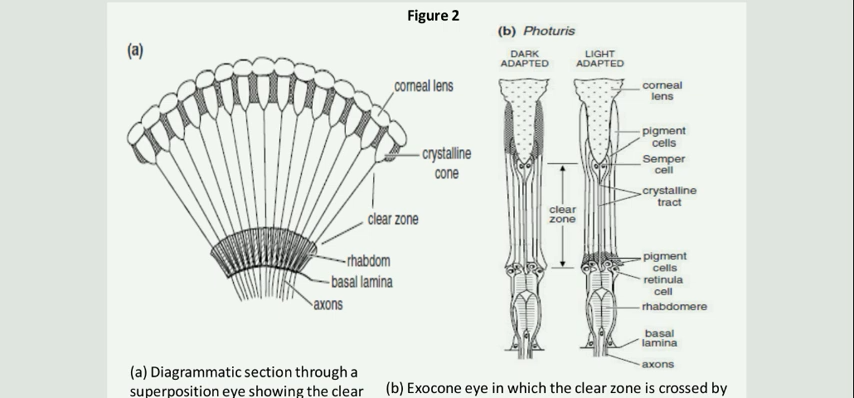 Figure 2
(a)
corneal lens
crystalline
cone
clear zone
rhabdom
basal lamina
axons
(a) Diagrammatic section through a
superposition eye showing the clear
(b) Photuris
DARK
ADAPTED
LIGHT
ADAPTED
corneal
lens
pigment
cells
Semper
cell
crystalline
tract
clear
zone
pigment
cells
retinula
cell
rhabdomere
basal
lamina
axons
(b) Exocone eye in which the clear zone is crossed by